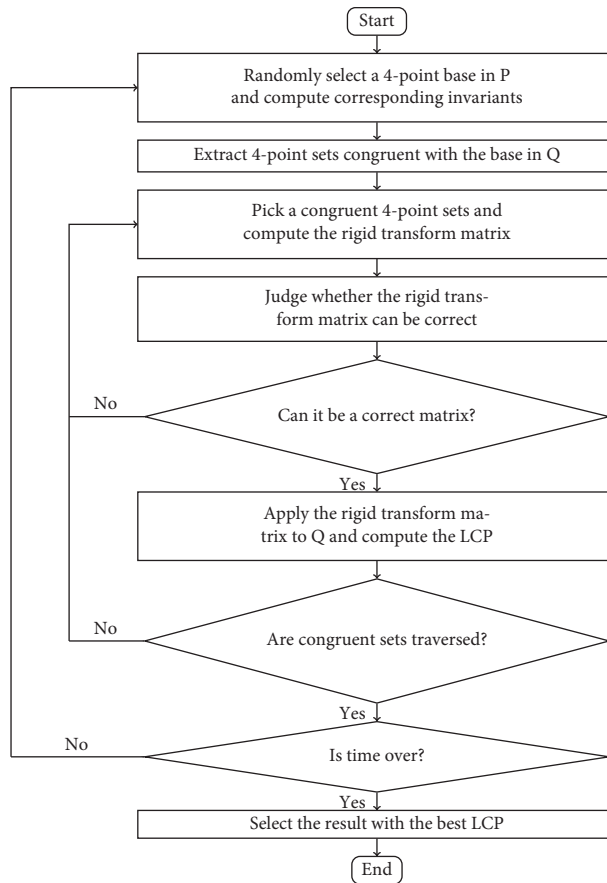 Start
Randomly select a 4-point base in P
and compute corresponding invariants
Extract 4-point sets congruent with the base in Q
Pick a congruent 4-point sets and
compute the rigid transform matrix
Judge whether the rigid trans-
form matrix can be correct
No
Can it be a correct matrix?
Yes
Apply the rigid transform ma-
trix to Q and compute the LCP
No
Are congruent sets traversed?
Yes
No
Is time over?
Yes
Select the result with the best LCP
End